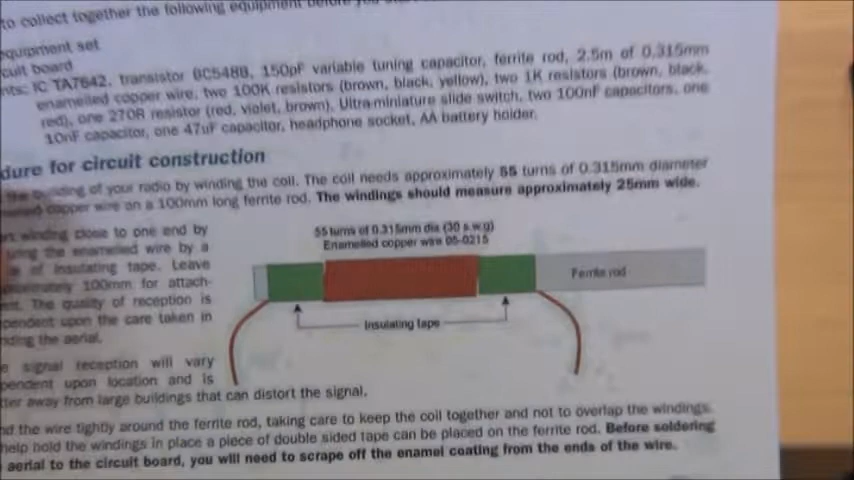 to collect together the following equipment before you
equipment set
cuit board
nts: IC TA7642, transistor BC548B, 150pF variable tuning capacitor, ferrite rod, 2.5m of 0.315mm
enamelled copper wire, two 100K resistors (brown, black, yellow), two 1K resistors (brown, black,
red), one 270R resistor (red, violet, brown), Ultra-miniature slide switch, two 100nF capacitors, one
10nF capacitor, one 47uF capacitor, headphone socket, AA battery holder.
dure for circuit construction
the building of your radio by winding the coil. The coil needs approximately 55 turns of 0.315mm diameter
copper wire on a 100mm long ferrite rod. The windings should measure approximately 25mm wide.
winding close to one end by
the enamelled wire by a
of insulating tape. Leave
100mm for attach-
The quality of reception is
pendent upon the care taken in
nding the aerial.
55 turns of 0.315mm dia (30 s.w.g)
Enamelled copper wire 05-0215
Ferrite rod
Insulating tape
e signal reception will vary
pendent upon location and is
tter away from large buildings that can distort the signal.
nd the wire tightly around the ferrite rod, taking care to keep the coil together and not to overlap the windings.
help hold the windings in place a piece of double sided tape can be placed on the ferrite rod. Before soldering
aerial to the circuit board, you will need to scrape off the enamel coating from the ends of the wire.